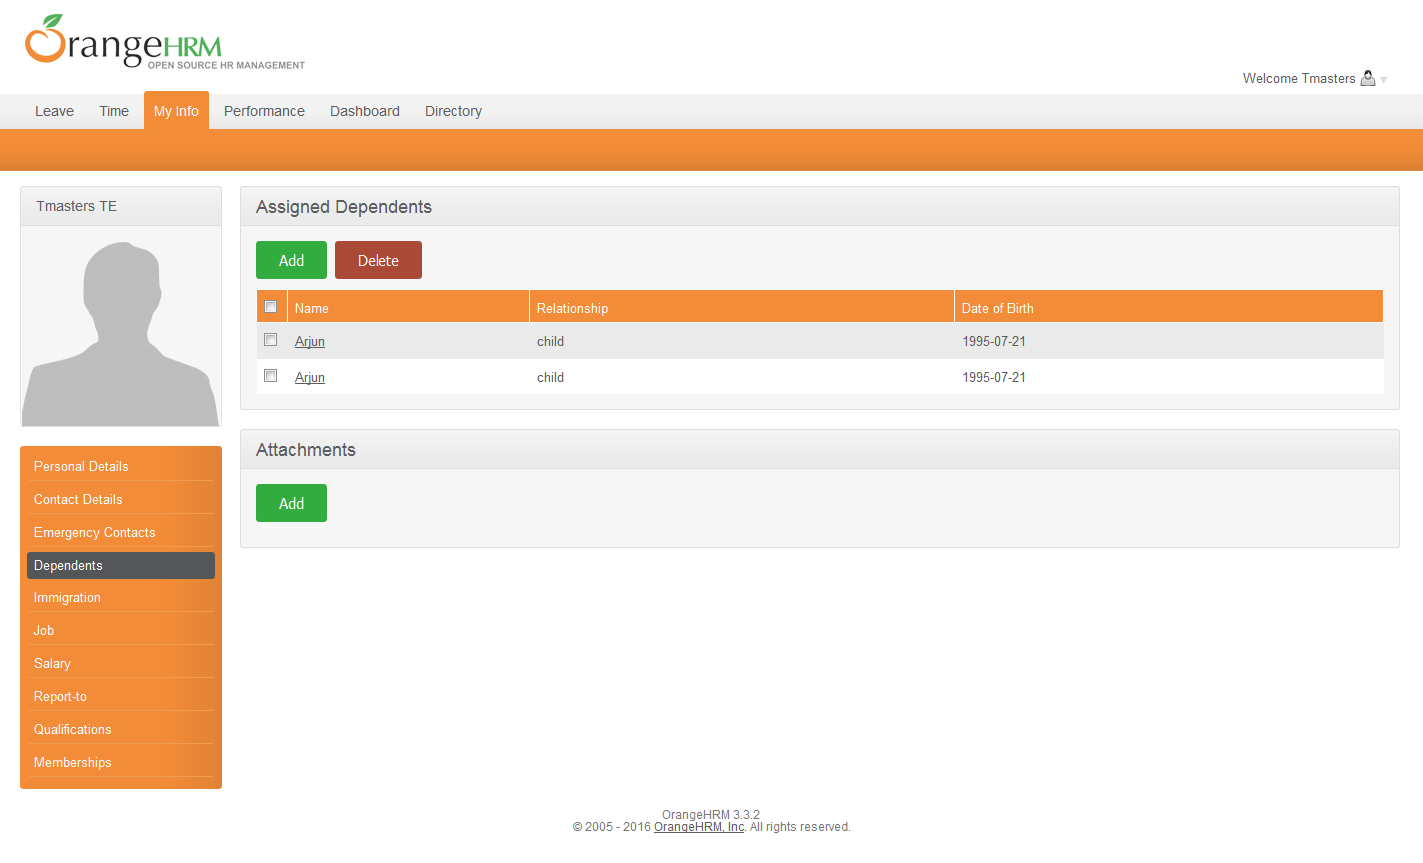 OrangeHRM
OPEN SOURCE HR MANAGEMENT
Welcome Tmasters
Leave Time My Info Performance Dashboard Directory
Tmasters TE
Assigned Dependents
Add Delete
Name Relationship Date of Birth
Arjun child 1995-07-21
Arjun child 1995-07-21
Attachments
Add
Personal Details
Contact Details
Emergency Contacts
Dependents
Immigration
Job
Salary
Report-to
Qualifications
Memberships
OrangeHRM 3.3.2
© 2005 - 2016 OrangeHRM, Inc. All rights reserved.